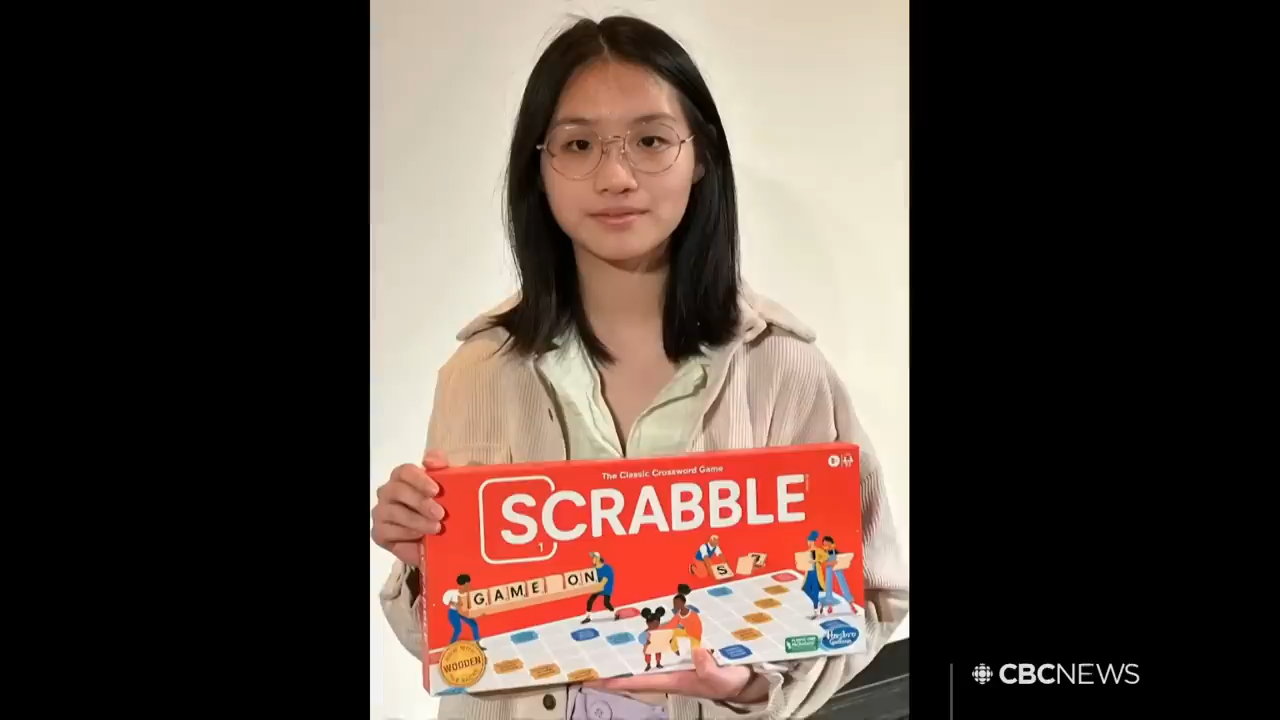 The Classic Crossword Game
SCRABBLE
1
S Z
GAME ON
WOODEN
Hasbro
Gaming
CBCNEWS